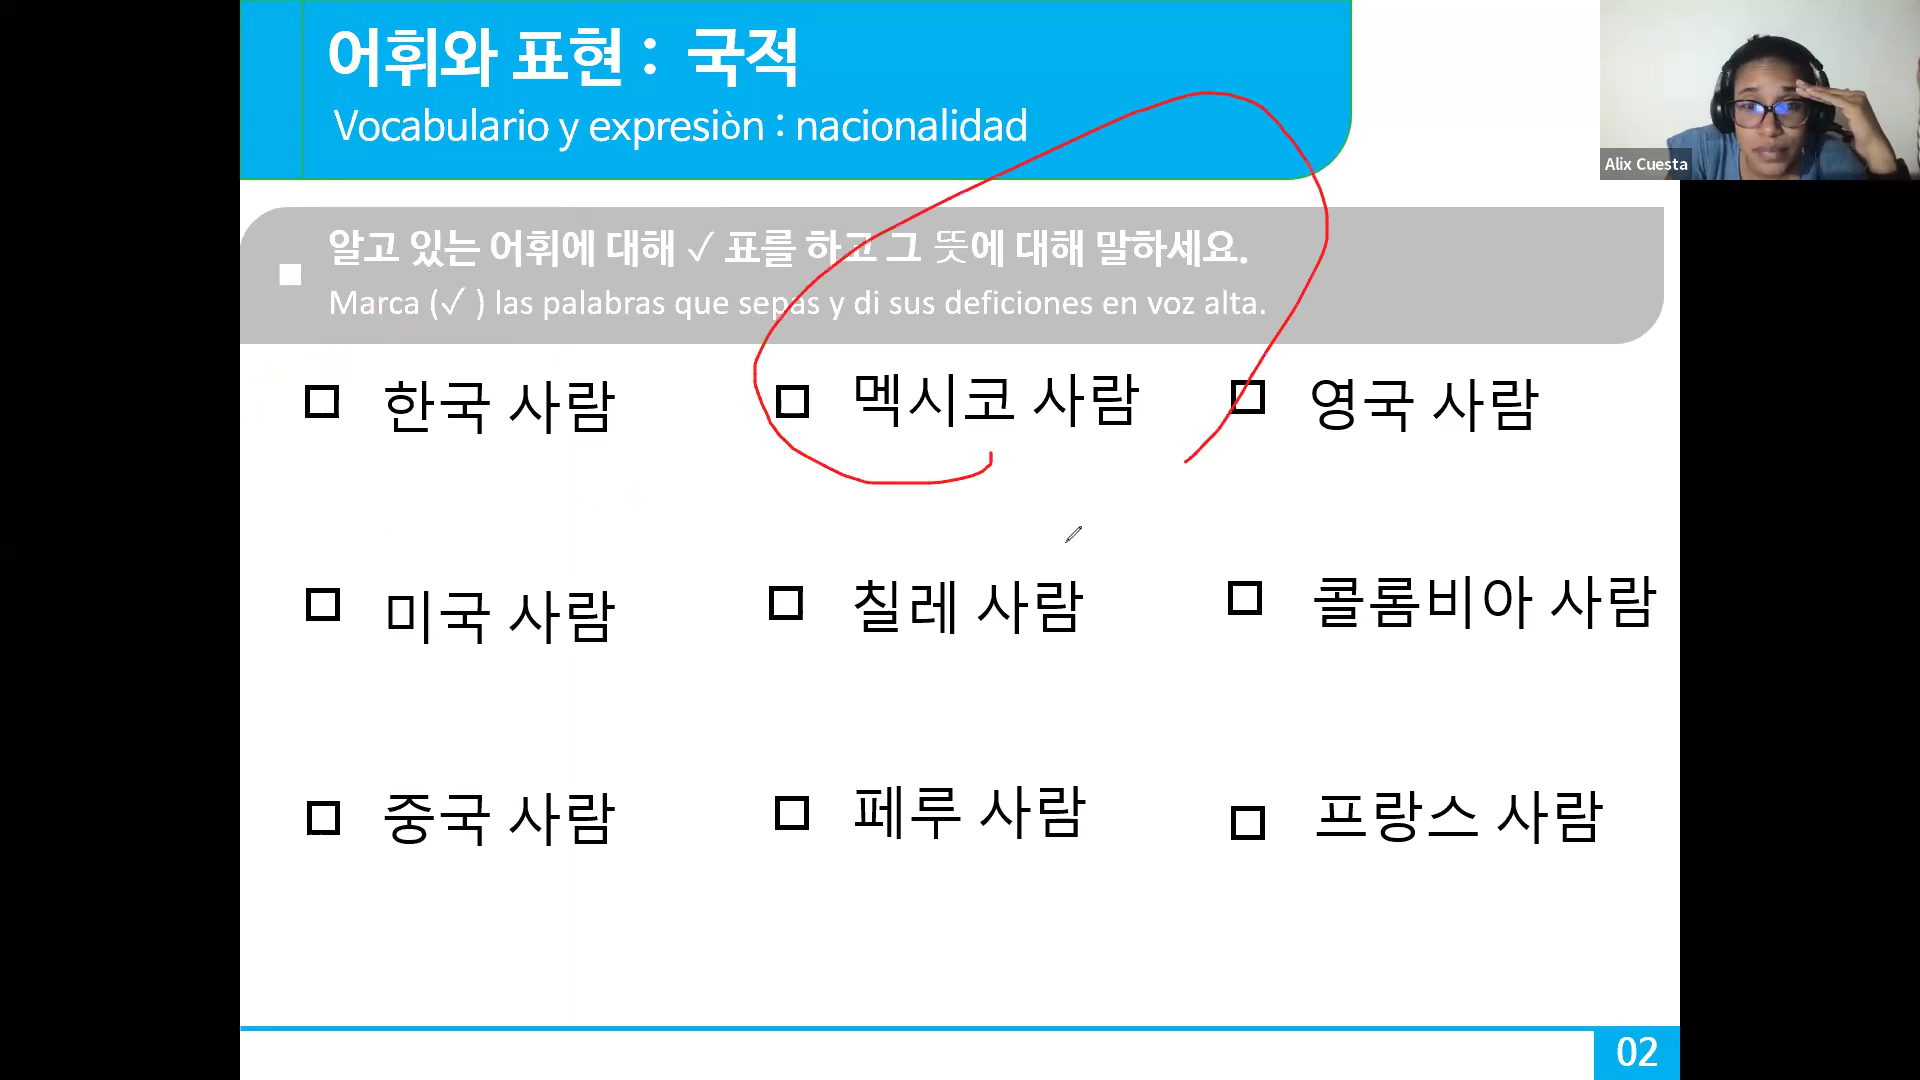 어휘와 표현 : 국적
Vocabulario y expresiòn : nacionalidad
Alix Cuesta
알고 있는 어휘에 대해 ✓ 표를 하고 그 뜻에 대해 말하세요.
Marca (✓ ) las palabras que sepas y di sus deficiones en voz alta.
한국 사람
멕시코 사람
영국 사람
미국 사람
칠레 사람
콜롬비아 사람
중국 사람
페루 사람
프랑스 사람
02